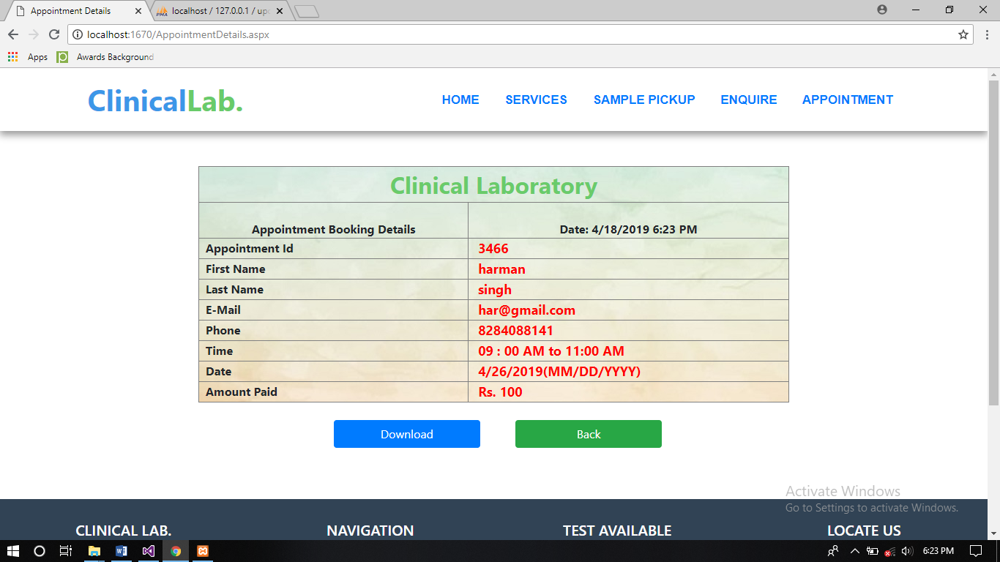 Appointment Details
localhost / 127.0.0.1 / upd
localhost:1670/AppointmentDetails.aspx
Apps
Awards Background
ClinicalLab.
HOME SERVICES SAMPLE PICKUP ENQUIRE APPOINTMENT
Clinical Laboratory
Appointment Booking Details Date: 4/18/2019 6:23 PM
Appointment Id 3466
First Name harman
Last Name singh
E-Mail har@gmail.com
Phone 8284088141
Time 09 : 00 AM to 11:00 AM
Date 4/26/2019(MM/DD/YYYY)
Amount Paid Rs. 100
Download Back
Activate Windows
Go to Settings to activate Windows.
CLINICAL LAB. NAVIGATION TEST AVAILABLE LOCATE US
6:23 PM